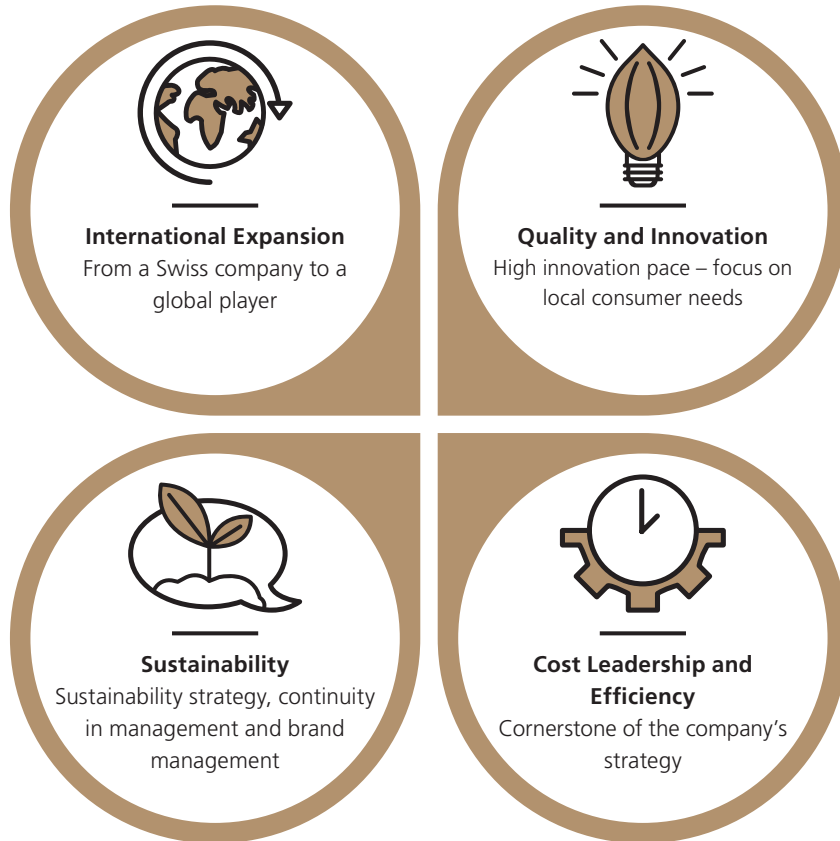 International Expansion
From a Swiss company to a
global player
Quality and Innovation
High innovation pace – focus on
local consumer needs
Sustainability
Sustainability strategy, continuity
in management and brand
management
Cost Leadership and
Efficiency
Cornerstone of the company’s
strategy